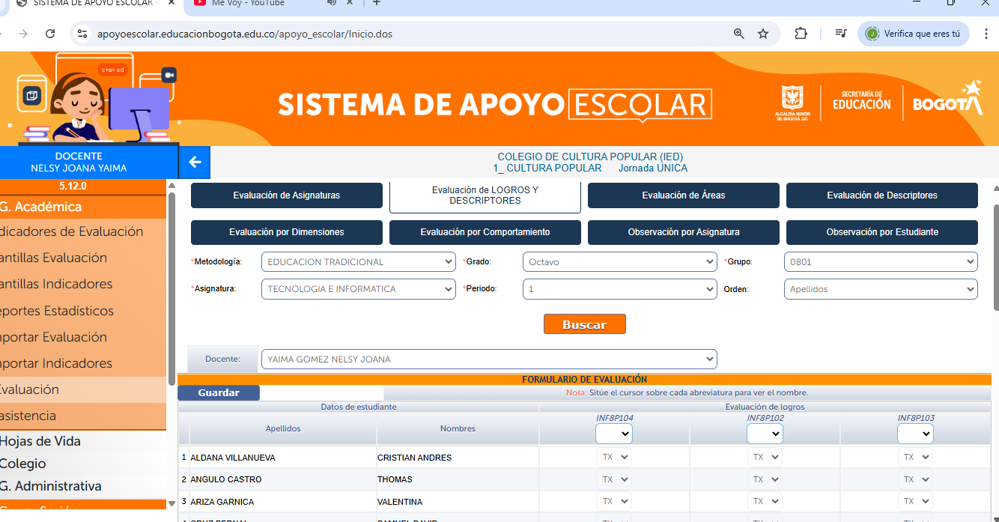 SISTEMA DE APOYO ESCOLAR -
Me Voy - YouTube
apoyoescolar.educacionbogota.edu.co/apoyo_escolar/Inicio.dos
J
Verifica que eres tú
c+a= ed
SISTEMA DE APOYO ESCOLAR
ALCALDÍA MAYOR
DE BOGOTÁ D.C.
SECRETARÍA DE
EDUCACIÓN
BOGOTÁ
DOCENTE
NELSY JOANA YAIMA
COLEGIO DE CULTURA POPULAR (IED)
1_ CULTURA POPULAR Jornada UNICA
5.12.0
G. Académica
dicadores de Evaluación
antillas Evaluación
antillas Indicadores
eportes Estadísticos
mportar Evaluación
mportar Indicadores
Evaluación
asistencia
Hojas de Vida
Colegio
G. Administrativa
Evaluación de Asignaturas
Evaluación de LOGROS Y
DESCRIPTORES
Evaluación de Áreas
Evaluación de Descriptores
Evaluación por Dimensiones
Evaluación por Comportamiento
Observación por Asignatura
Observación por Estudiante
*Metodología: EDUCACION TRADICIONAL *Grado: Octavo *Grupo: 0801
*Asignatura: TECNOLOGIA E INFORMATICA *Periodo: 1 Orden: Apellidos
Buscar
Docente: YAIMA GOMEZ NELSY JOANA
FORMULARIO DE EVALUACIÓN
Guardar
Nota: Sitúe el cursor sobre cada abreviatura para ver el nombre.
Datos de estudiante Evaluación de logros
Apellidos Nombres INF8P104 INF8P102 INF8P103
1 ALDANA VILLANUEVA CRISTIAN ANDRES TX TX TX
2 ANGULO CASTRO THOMAS TX TX TX
3 ARIZA GARNICA VALENTINA TX TX TX